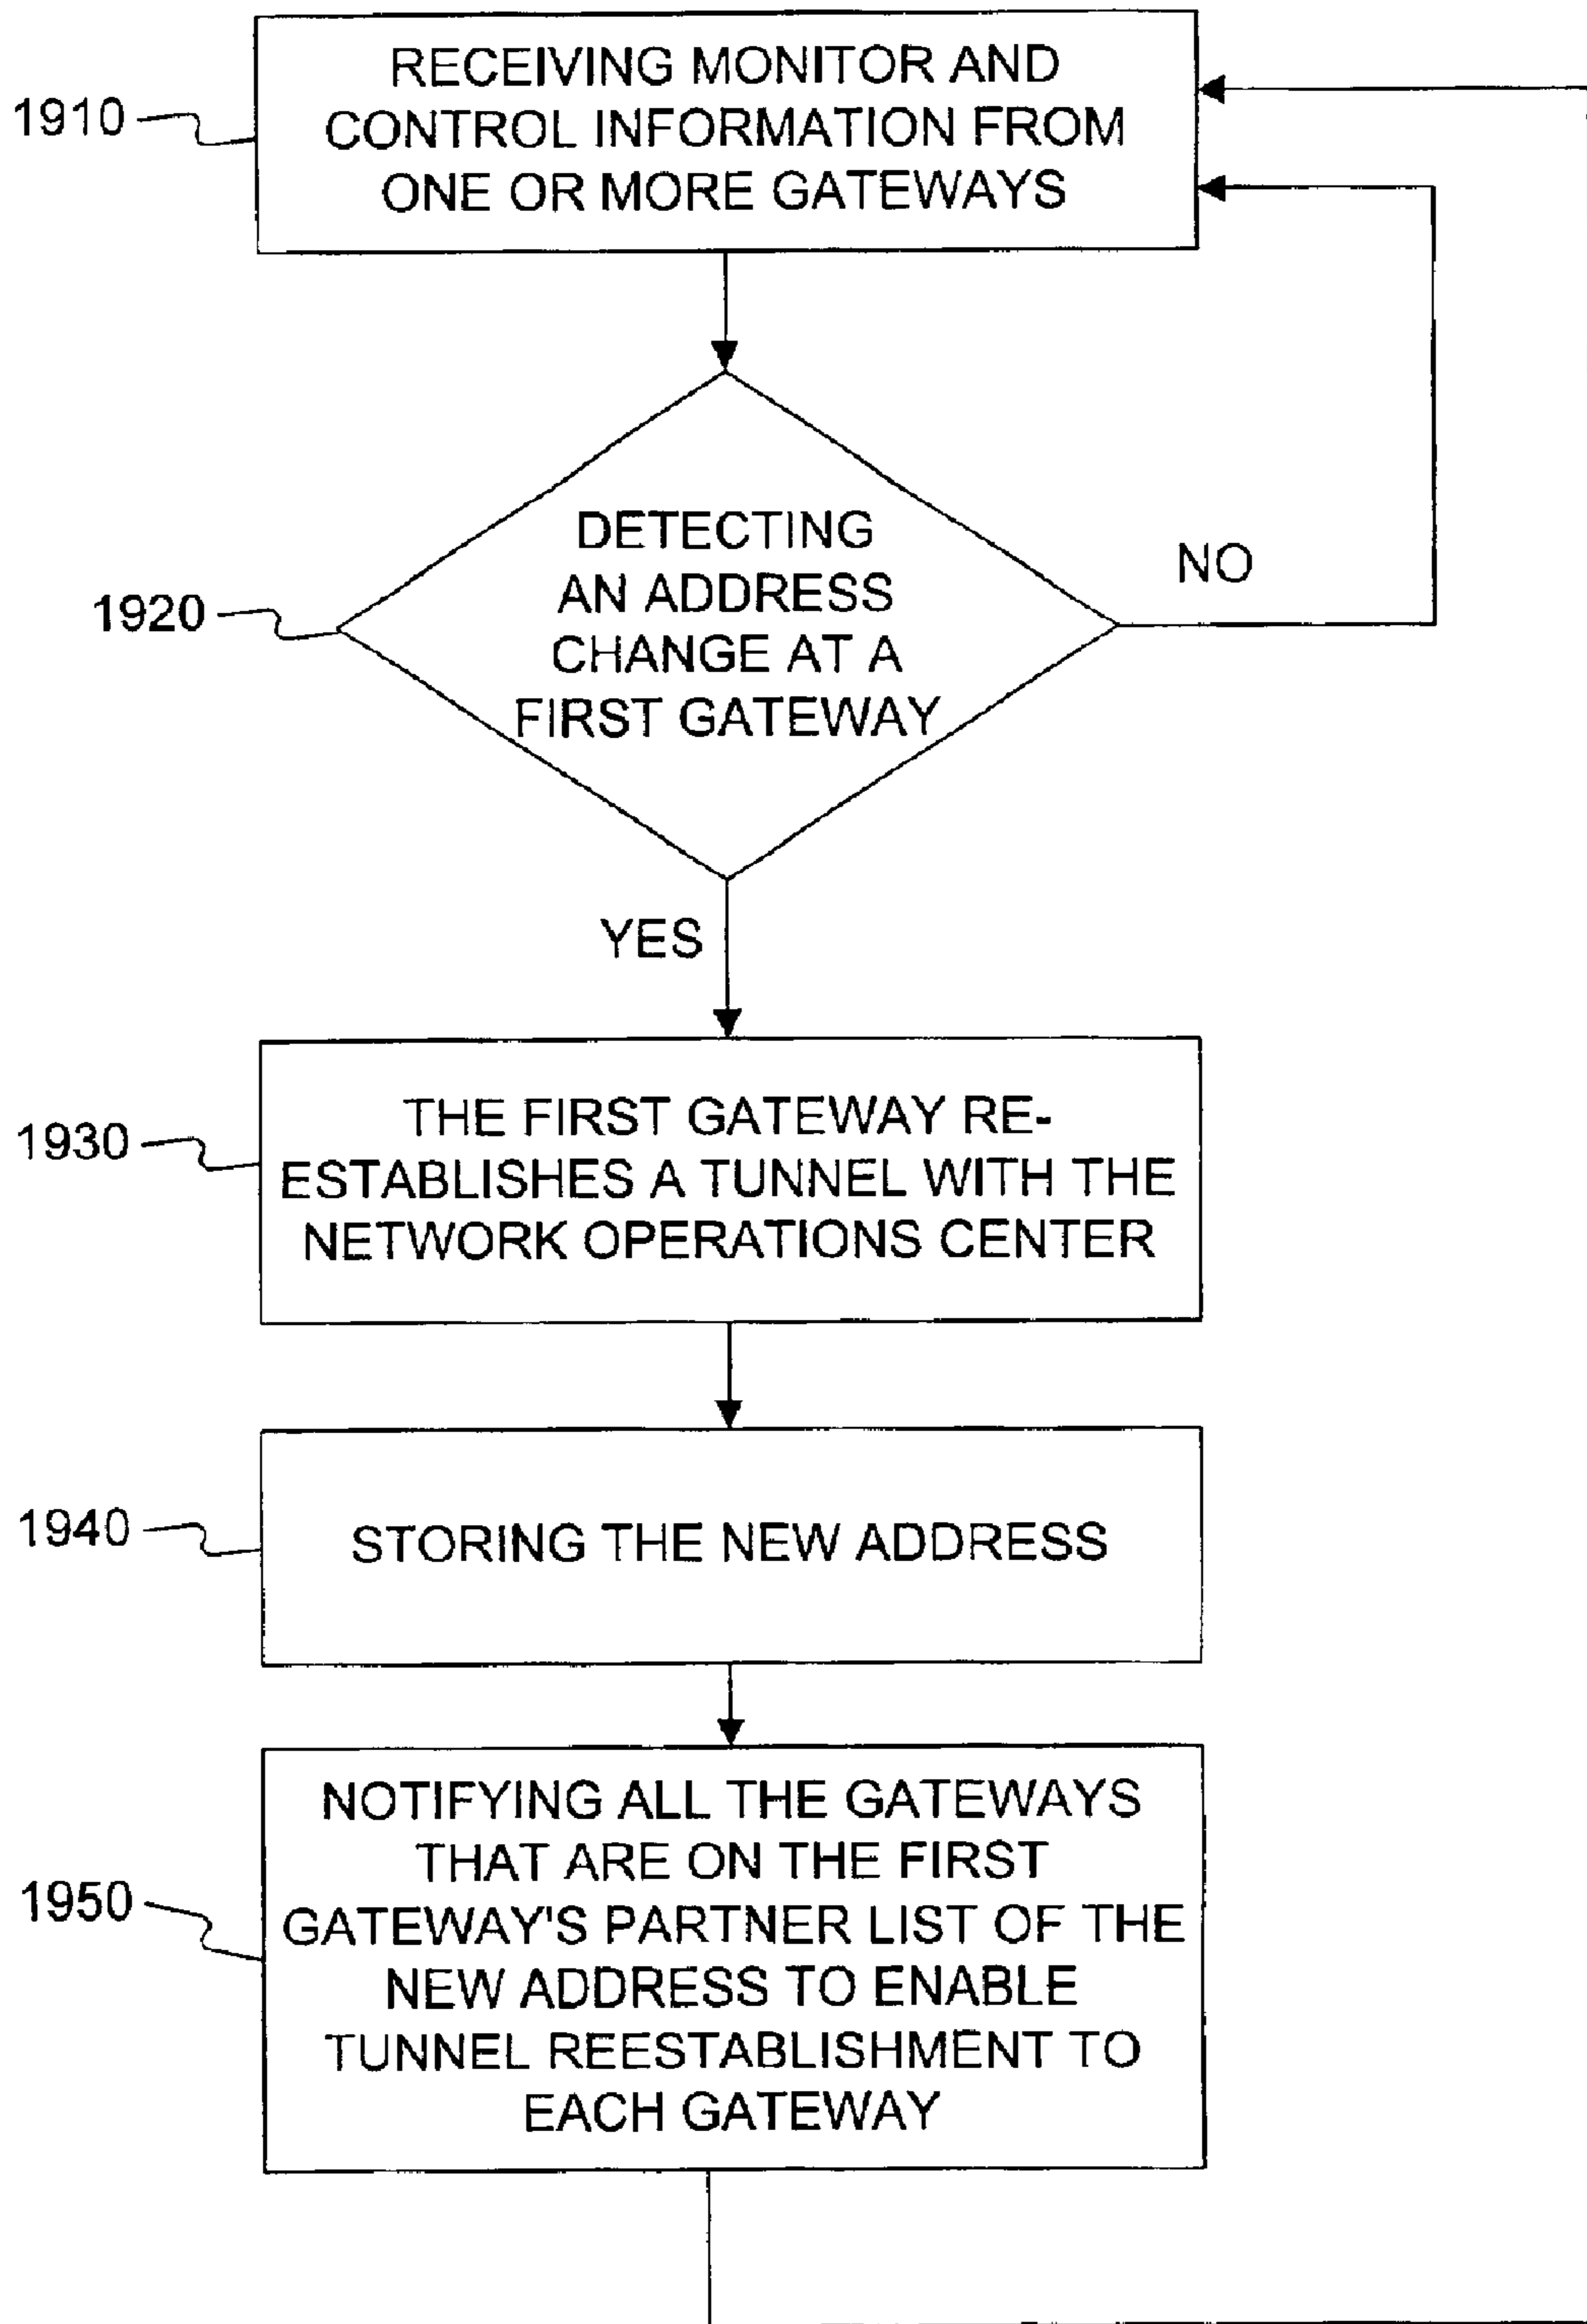 RECEIVING MONITOR AND
CONTROL INFORMATION FROM
ONE OR MORE GATEWAYS
1910
DETECTING
AN ADDRESS
CHANGE AT A
FIRST GATEWAY
1920
NO
YES
THE FIRST GATEWAY RE-
ESTABLISHES A TUNNEL WITH THE
NETWORK OPERATIONS CENTER
1930
STORING THE NEW ADDRESS
1940
NOTIFYING ALL THE GATEWAYS
THAT ARE ON THE FIRST
GATEWAY'S PARTNER LIST OF THE
NEW ADDRESS TO ENABLE
TUNNEL REESTABLISHMENT TO
EACH GATEWAY
1950